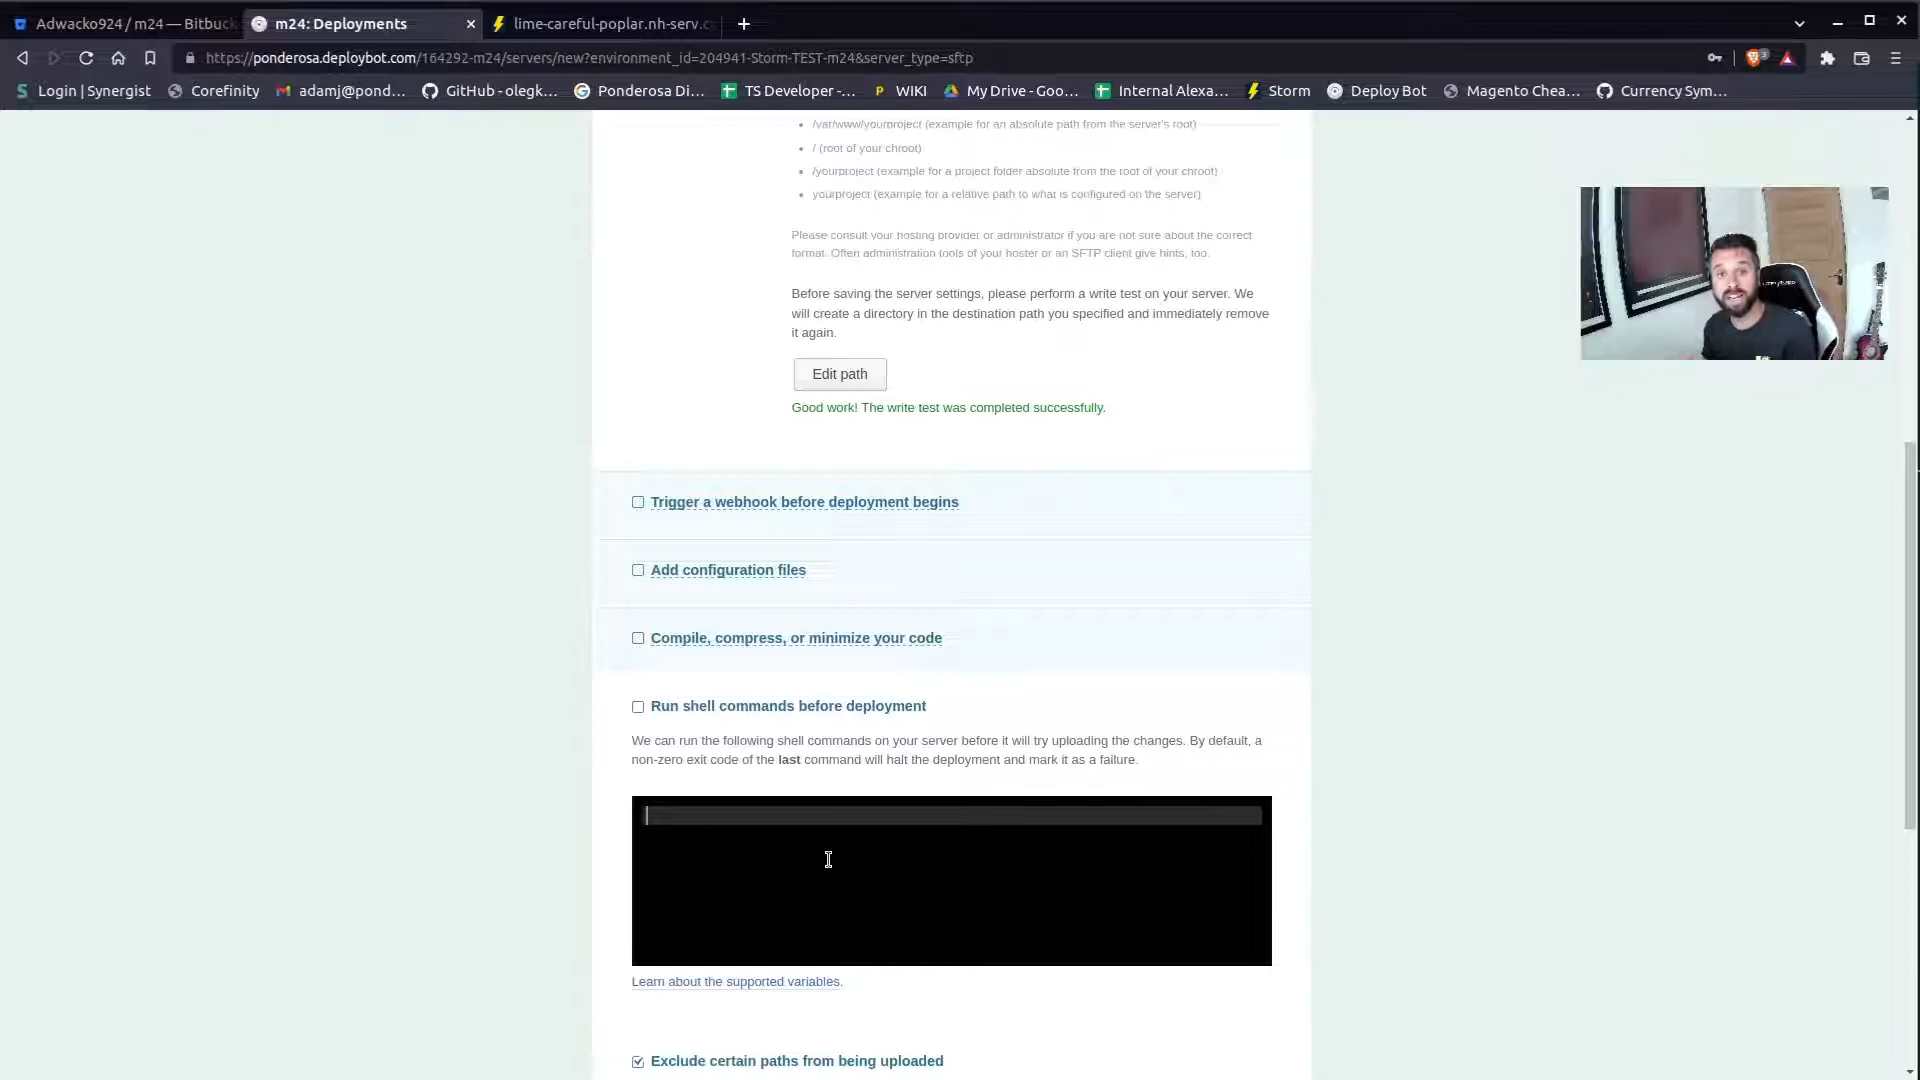 Adwacko924 / m24 — Bitbuck
m24: Deployments
lime-careful-poplar.nh-serv.c
https://ponderosa.deploybot.com/164292-m24/servers/new?environment_id=204941-Storm-TEST-m24&server_type=sftp
Login | Synergist
Corefinity
adamj@pond...
GitHub - olegk...
Ponderosa Di...
TS Developer -...
WIKI
My Drive - Goo...
Internal Alexa...
Storm
Deploy Bot
Magento Chea...
Currency Sym...
• /var/www/yourproject (example for an absolute path from the server's root)
• / (root of your chroot)
• /yourproject (example for a project folder absolute from the root of your chroot)
• yourproject (example for a relative path to what is configured on the server)
Please consult your hosting provider or administrator if you are not sure about the correct
format. Often administration tools of your hoster or an SFTP client give hints, too.
Before saving the server settings, please perform a write test on your server. We
will create a directory in the destination path you specified and immediately remove
it again.
Edit path
Good work! The write test was completed successfully.
Trigger a webhook before deployment begins
Add configuration files
Compile, compress, or minimize your code
Run shell commands before deployment
We can run the following shell commands on your server before it will try uploading the changes. By default, a
non-zero exit code of the last command will halt the deployment and mark it as a failure.
Learn about the supported variables.
Exclude certain paths from being uploaded